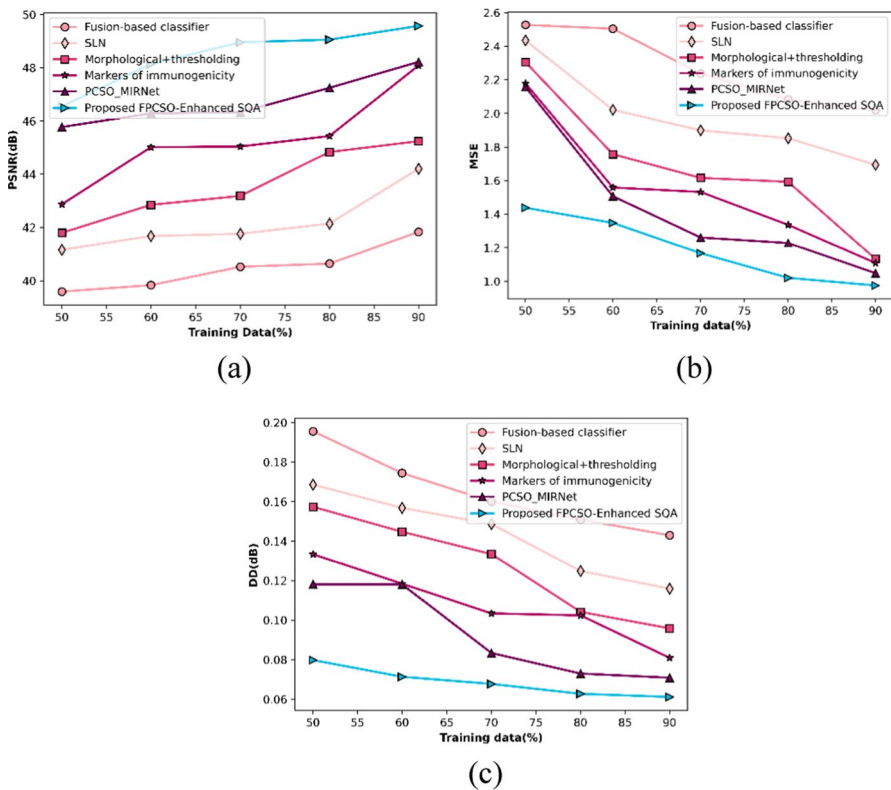 50
48
46
44
42
40
PSNR(dB)
Fusion-based classifier
SLN
Morphological+thresholding
Markers of immunogenicity
PCSO_MIRNet
Proposed FPCSO-Enhanced SQA
50 55 60 65 70 75 80 85 90
Training Data(%)
(a)
2.6
2.4
2.2
2.0
1.8
1.6
1.4
1.2
1.0
MSE
Fusion-based classifier
SLN
Morphological+thresholding
Markers of immunogenicity
PCSO_MIRNet
Proposed FPCSO-Enhanced SQA
50 55 60 65 70 75 80 85 90
Training data(%)
(b)
0.20
0.18
0.16
0.14
0.12
0.10
0.08
0.06
DD(dB)
Fusion-based classifier
SLN
Morphological+thresholding
Markers of immunogenicity
PCSO_MIRNet
Proposed FPCSO-Enhanced SQA
50 55 60 65 70 75 80 85 90
Training data(%)
(c)